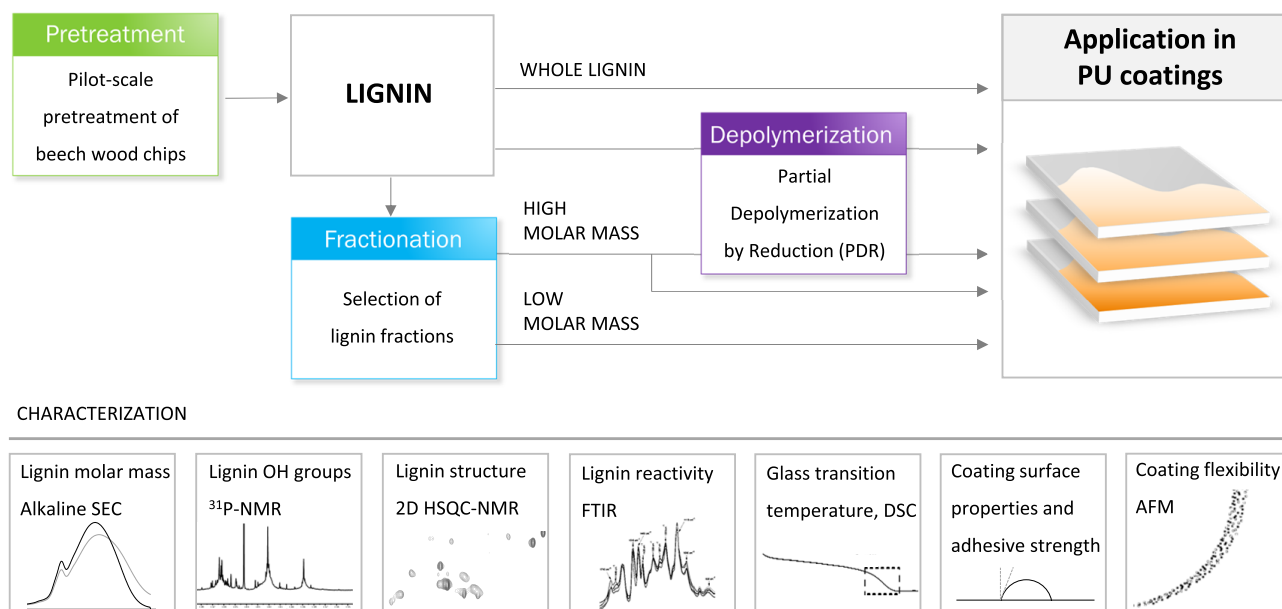 Pretreatment
Pilot-scale
pretreatment of
beech wood chips
LIGNIN
WHOLE LIGNIN
Depolymerization
Partial
Depolymerization
by Reduction (PDR)
Fractionation
Selection of
lignin fractions
HIGH
MOLAR MASS
LOW
MOLAR MASS
Application in
PU coatings
CHARACTERIZATION
Lignin molar mass
Alkaline SEC
Lignin OH groups
³¹P-NMR
Lignin structure
2D HSQC-NMR
Lignin reactivity
FTIR
Glass transition
temperature, DSC
Coating surface
properties and
adhesive strength
Coating flexibility
AFM